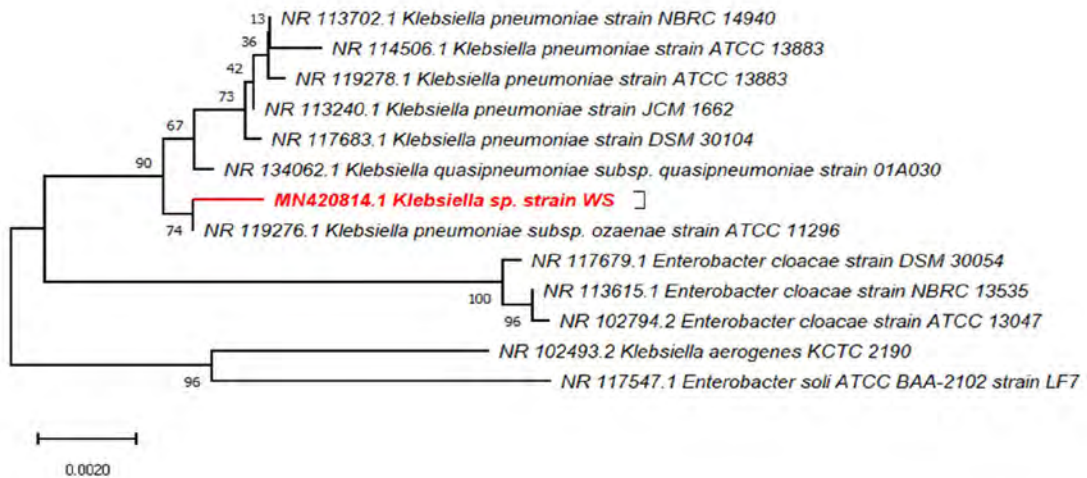 13 NR 113702.1 Klebsiella pneumoniae strain NBRC 14940
36 NR 114506.1 Klebsiella pneumoniae strain ATCC 13883
42 NR 119278.1 Klebsiella pneumoniae strain ATCC 13883
73 NR 113240.1 Klebsiella pneumoniae strain JCM 1662
67 NR 117683.1 Klebsiella pneumoniae strain DSM 30104
90 NR 134062.1 Klebsiella quasipneumoniae subsp. quasipneumoniae strain 01A030
MN420814.1 Klebsiella sp. strain WS
74 NR 119276.1 Klebsiella pneumoniae subsp. ozaenae strain ATCC 11296
NR 117679.1 Enterobacter cloacae strain DSM 30054
100 NR 113615.1 Enterobacter cloacae strain NBRC 13535
96 NR 102794.2 Enterobacter cloacae strain ATCC 13047
NR 102493.2 Klebsiella aerogenes KCTC 2190
96 NR 117547.1 Enterobacter soli ATCC BAA-2102 strain LF7
0.0020